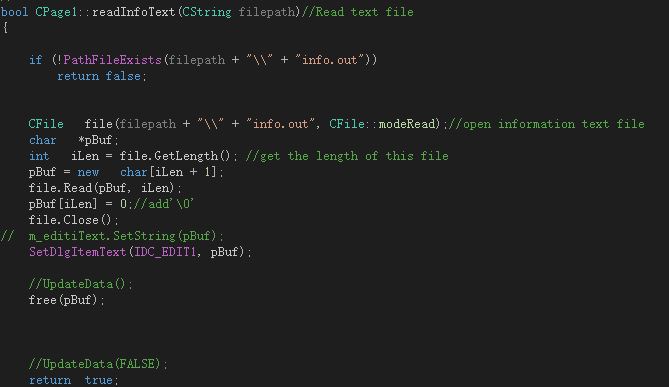 bool CPage1::readInfoText(CString filepath)//Read text file
{
if (!PathFileExists(filepath + "\\" + "info.out"))
return false;
CFile file(filepath + "\\" + "info.out", CFile::modeRead);//open information text file
char *pBuf;
int iLen = file.GetLength(); //get the length of this file
pBuf = new char[iLen + 1];
file.Read(pBuf, iLen);
pBuf[iLen] = 0;//add'\0'
file.Close();
// m_editiText.SetString(pBuf);
SetDlgItemText(IDC_EDIT1, pBuf);
//UpdateData();
free(pBuf);
//UpdateData(FALSE);
return true;